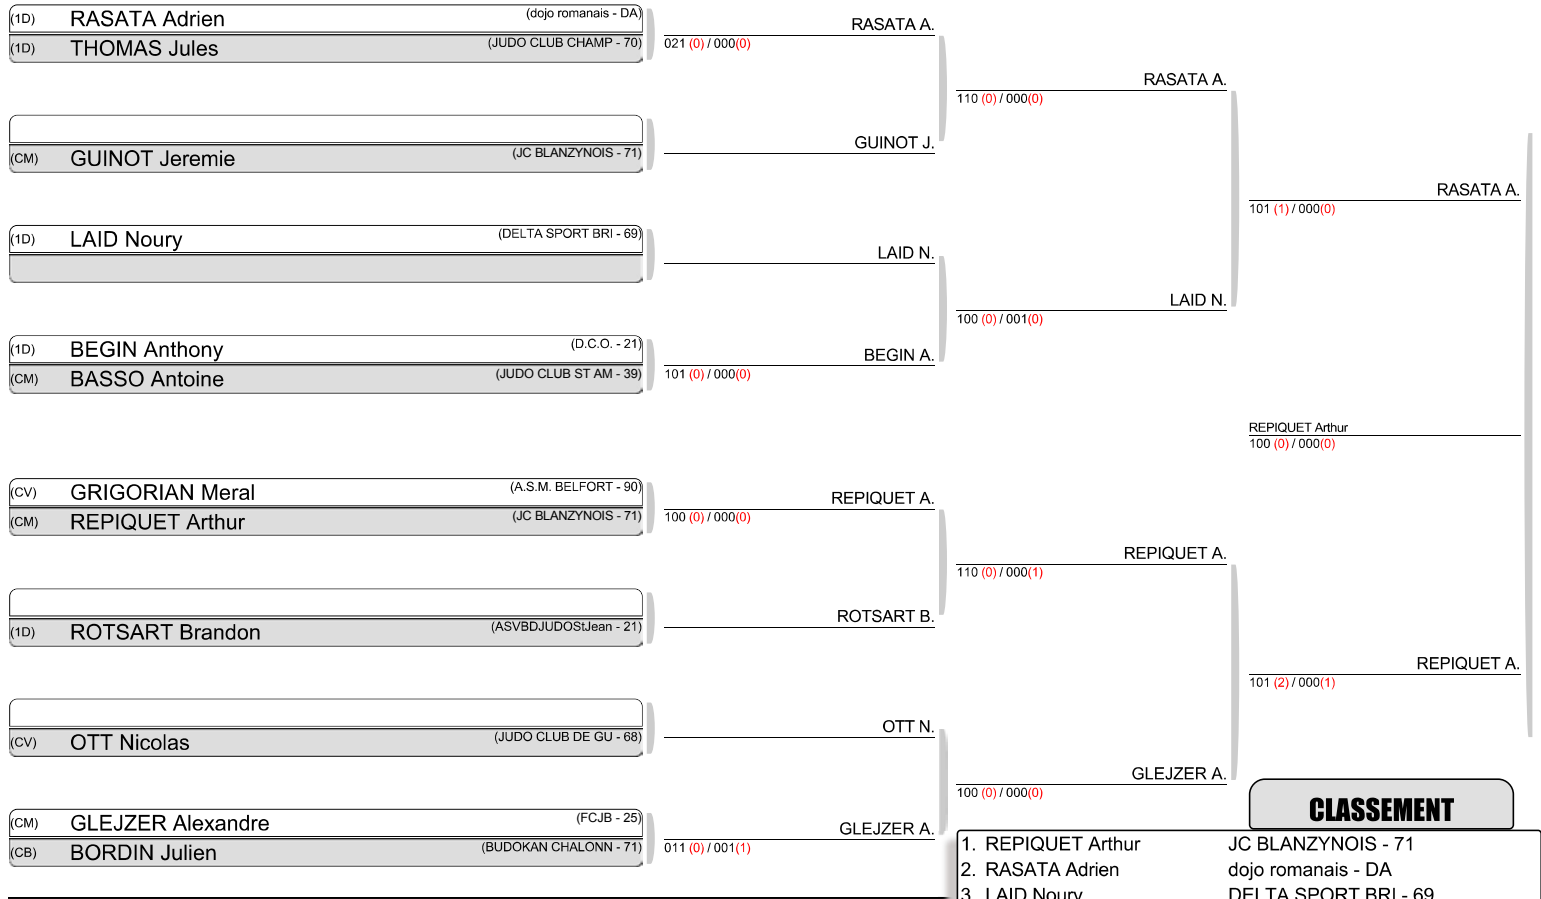 (1D) RASATA Adrien (dojo romanais - DA)
(1D) THOMAS Jules (JUDO CLUB CHAMP - 70)
(CM) GUINOT Jeremie (JC BLANZYNOIS - 71)
(1D) LAID Noury (DELTA SPORT BRI - 69)
(1D) BEGIN Anthony (D.C.O. - 21)
(CM) BASSO Antoine (JUDO CLUB ST AM - 39)
(CV) GRIGORIAN Meral (A.S.M. BELFORT - 90)
(CM) REPIQUET Arthur (JC BLANZYNOIS - 71)
(1D) ROTSART Brandon (ASVBDJUDOStJean - 21)
(CV) OTT Nicolas (JUDO CLUB DE GU - 68)
(CM) GLEJZER Alexandre (FCJB - 25)
(CB) BORDIN Julien (BUDOKAN CHALONN - 71)
RASATA A.
021 (0) / 000(0)
GUINOT J.
LAID N.
BEGIN A.
101 (0) / 000(0)
REPIQUET A.
100 (0) / 000(0)
ROTSART B.
OTT N.
GLEJZER A.
011 (0) / 001(1)
RASATA A.
110 (0) / 000(0)
LAID N.
100 (0) / 001(0)
REPIQUET A.
110 (0) / 000(1)
GLEJZER A.
100 (0) / 000(0)
RASATA A.
101 (1) / 000(0)
REPIQUET Arthur
100 (0) / 000(0)
REPIQUET A.
101 (2) / 000(1)
CLASSEMENT
1. REPIQUET Arthur JC BLANZYNOIS - 71
2. RASATA Adrien dojo romanais - DA
3. LAID Noury DELTA SPORT BRI - 69